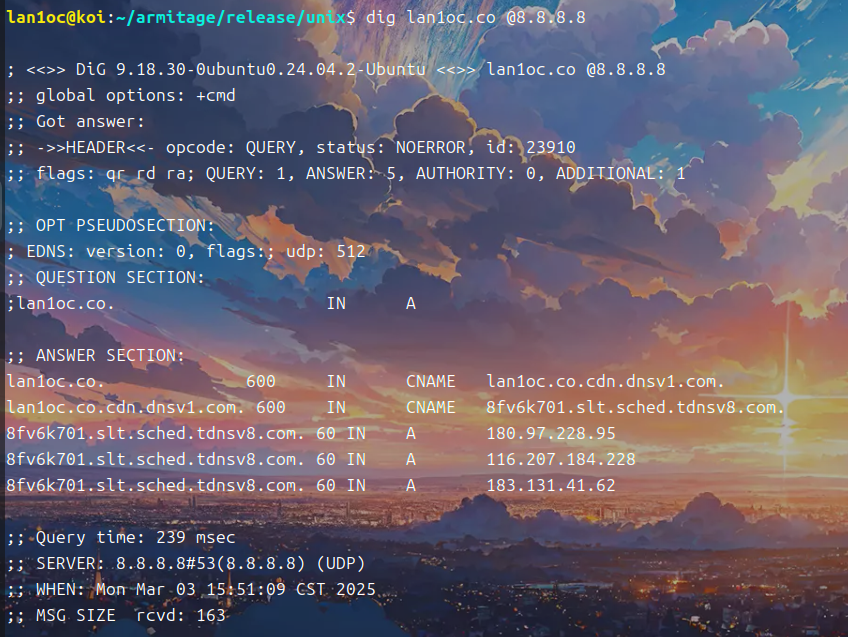 lan1oc@koi:~/armitage/release/unix$ dig lan1oc.co @8.8.8.8
; <<>> DiG 9.18.30-0ubuntu0.24.04.2-Ubuntu <<>> lan1oc.co @8.8.8.8
;; global options: +cmd
;; Got answer:
;; ->>HEADER<<- opcode: QUERY, status: NOERROR, id: 23910
;; flags: qr rd ra; QUERY: 1, ANSWER: 5, AUTHORITY: 0, ADDITIONAL: 1
;; OPT PSEUDOSECTION:
; EDNS: version: 0, flags:; udp: 512
;; QUESTION SECTION:
;lan1oc.co. IN A
;; ANSWER SECTION:
lan1oc.co. 600 IN CNAME lan1oc.co.cdn.dnsv1.com.
lan1oc.co.cdn.dnsv1.com. 600 IN CNAME 8fv6k701.slt.sched.tdnsv8.com.
8fv6k701.slt.sched.tdnsv8.com. 60 IN A 180.97.228.95
8fv6k701.slt.sched.tdnsv8.com. 60 IN A 116.207.184.228
8fv6k701.slt.sched.tdnsv8.com. 60 IN A 183.131.41.62
;; Query time: 239 msec
;; SERVER: 8.8.8.8#53(8.8.8.8) (UDP)
;; WHEN: Mon Mar 03 15:51:09 CST 2025
;; MSG SIZE rcvd: 163